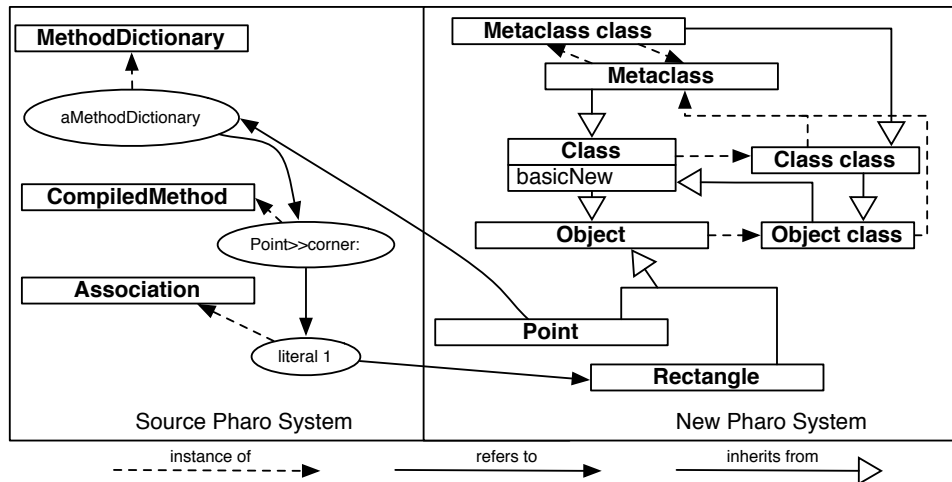 MethodDictionary
aMethodDictionary
CompiledMethod
Point>>corner:
Association
literal 1
Source Pharo System
Metaclass class
Metaclass
Class
basicNew
Class class
Object
Object class
Point
Rectangle
New Pharo System
instance of
refers to
inherits from